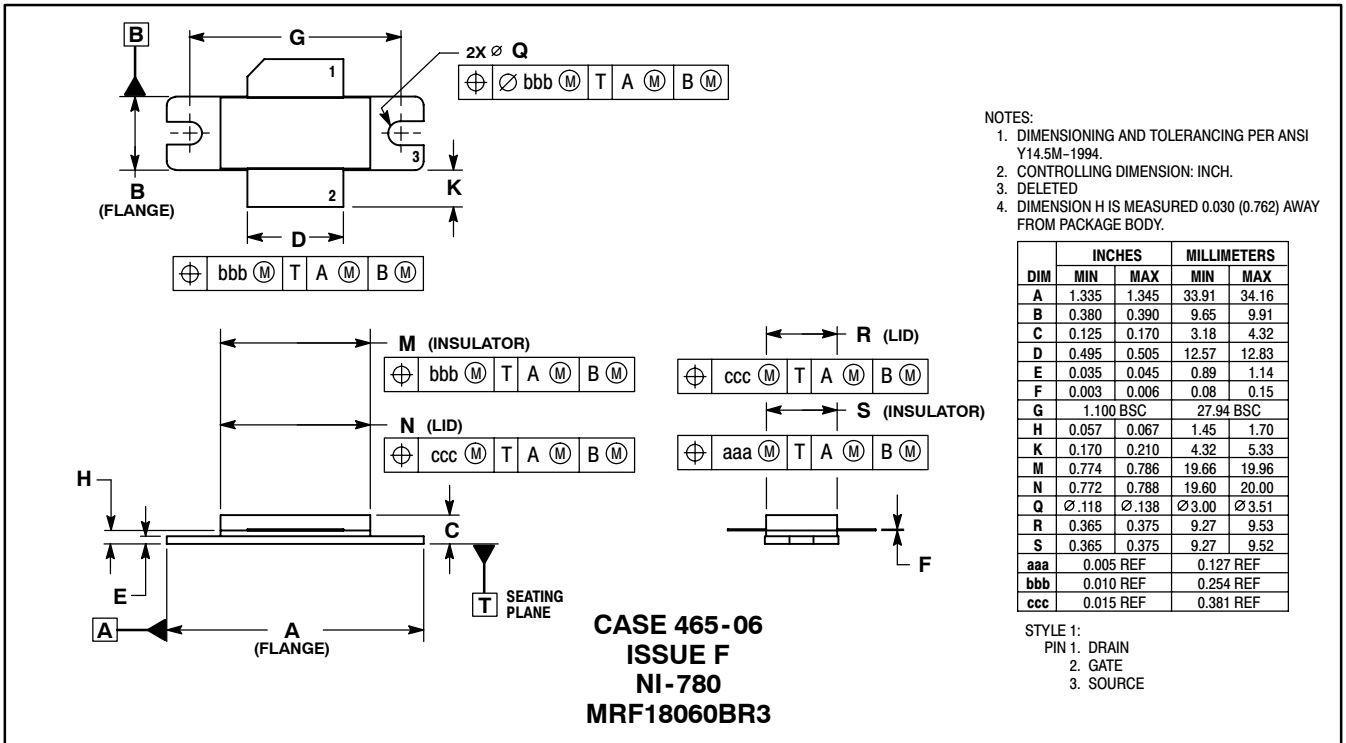 B
G
2X Ø Q
⌖ Ø bbb Ⓜ T A Ⓜ B Ⓜ
1
3
2
B
(FLANGE)
K
D
⌖ bbb Ⓜ T A Ⓜ B Ⓜ
M (INSULATOR)
⌖ bbb Ⓜ T A Ⓜ B Ⓜ
N (LID)
⌖ ccc Ⓜ T A Ⓜ B Ⓜ
R (LID)
⌖ ccc Ⓜ T A Ⓜ B Ⓜ
S (INSULATOR)
⌖ aaa Ⓜ T A Ⓜ B Ⓜ
H
C
E
F
T SEATING
PLANE
A
A
(FLANGE)
CASE 465-06
ISSUE F
NI-780
MRF18060BR3
NOTES:
1. DIMENSIONING AND TOLERANCING PER ANSI
Y14.5M-1994.
2. CONTROLLING DIMENSION: INCH.
3. DELETED
4. DIMENSION H IS MEASURED 0.030 (0.762) AWAY
FROM PACKAGE BODY.
INCHES MILLIMETERS
DIM MIN MAX MIN MAX
A 1.335 1.345 33.91 34.16
B 0.380 0.390 9.65 9.91
C 0.125 0.170 3.18 4.32
D 0.495 0.505 12.57 12.83
E 0.035 0.045 0.89 1.14
F 0.003 0.006 0.08 0.15
G 1.100 BSC 27.94 BSC
H 0.057 0.067 1.45 1.70
K 0.170 0.210 4.32 5.33
M 0.774 0.786 19.66 19.96
N 0.772 0.788 19.60 20.00
Q Ø.118 Ø.138 Ø3.00 Ø3.51
R 0.365 0.375 9.27 9.53
S 0.365 0.375 9.27 9.52
aaa 0.005 REF 0.127 REF
bbb 0.010 REF 0.254 REF
ccc 0.015 REF 0.381 REF
STYLE 1:
PIN 1. DRAIN
2. GATE
3. SOURCE